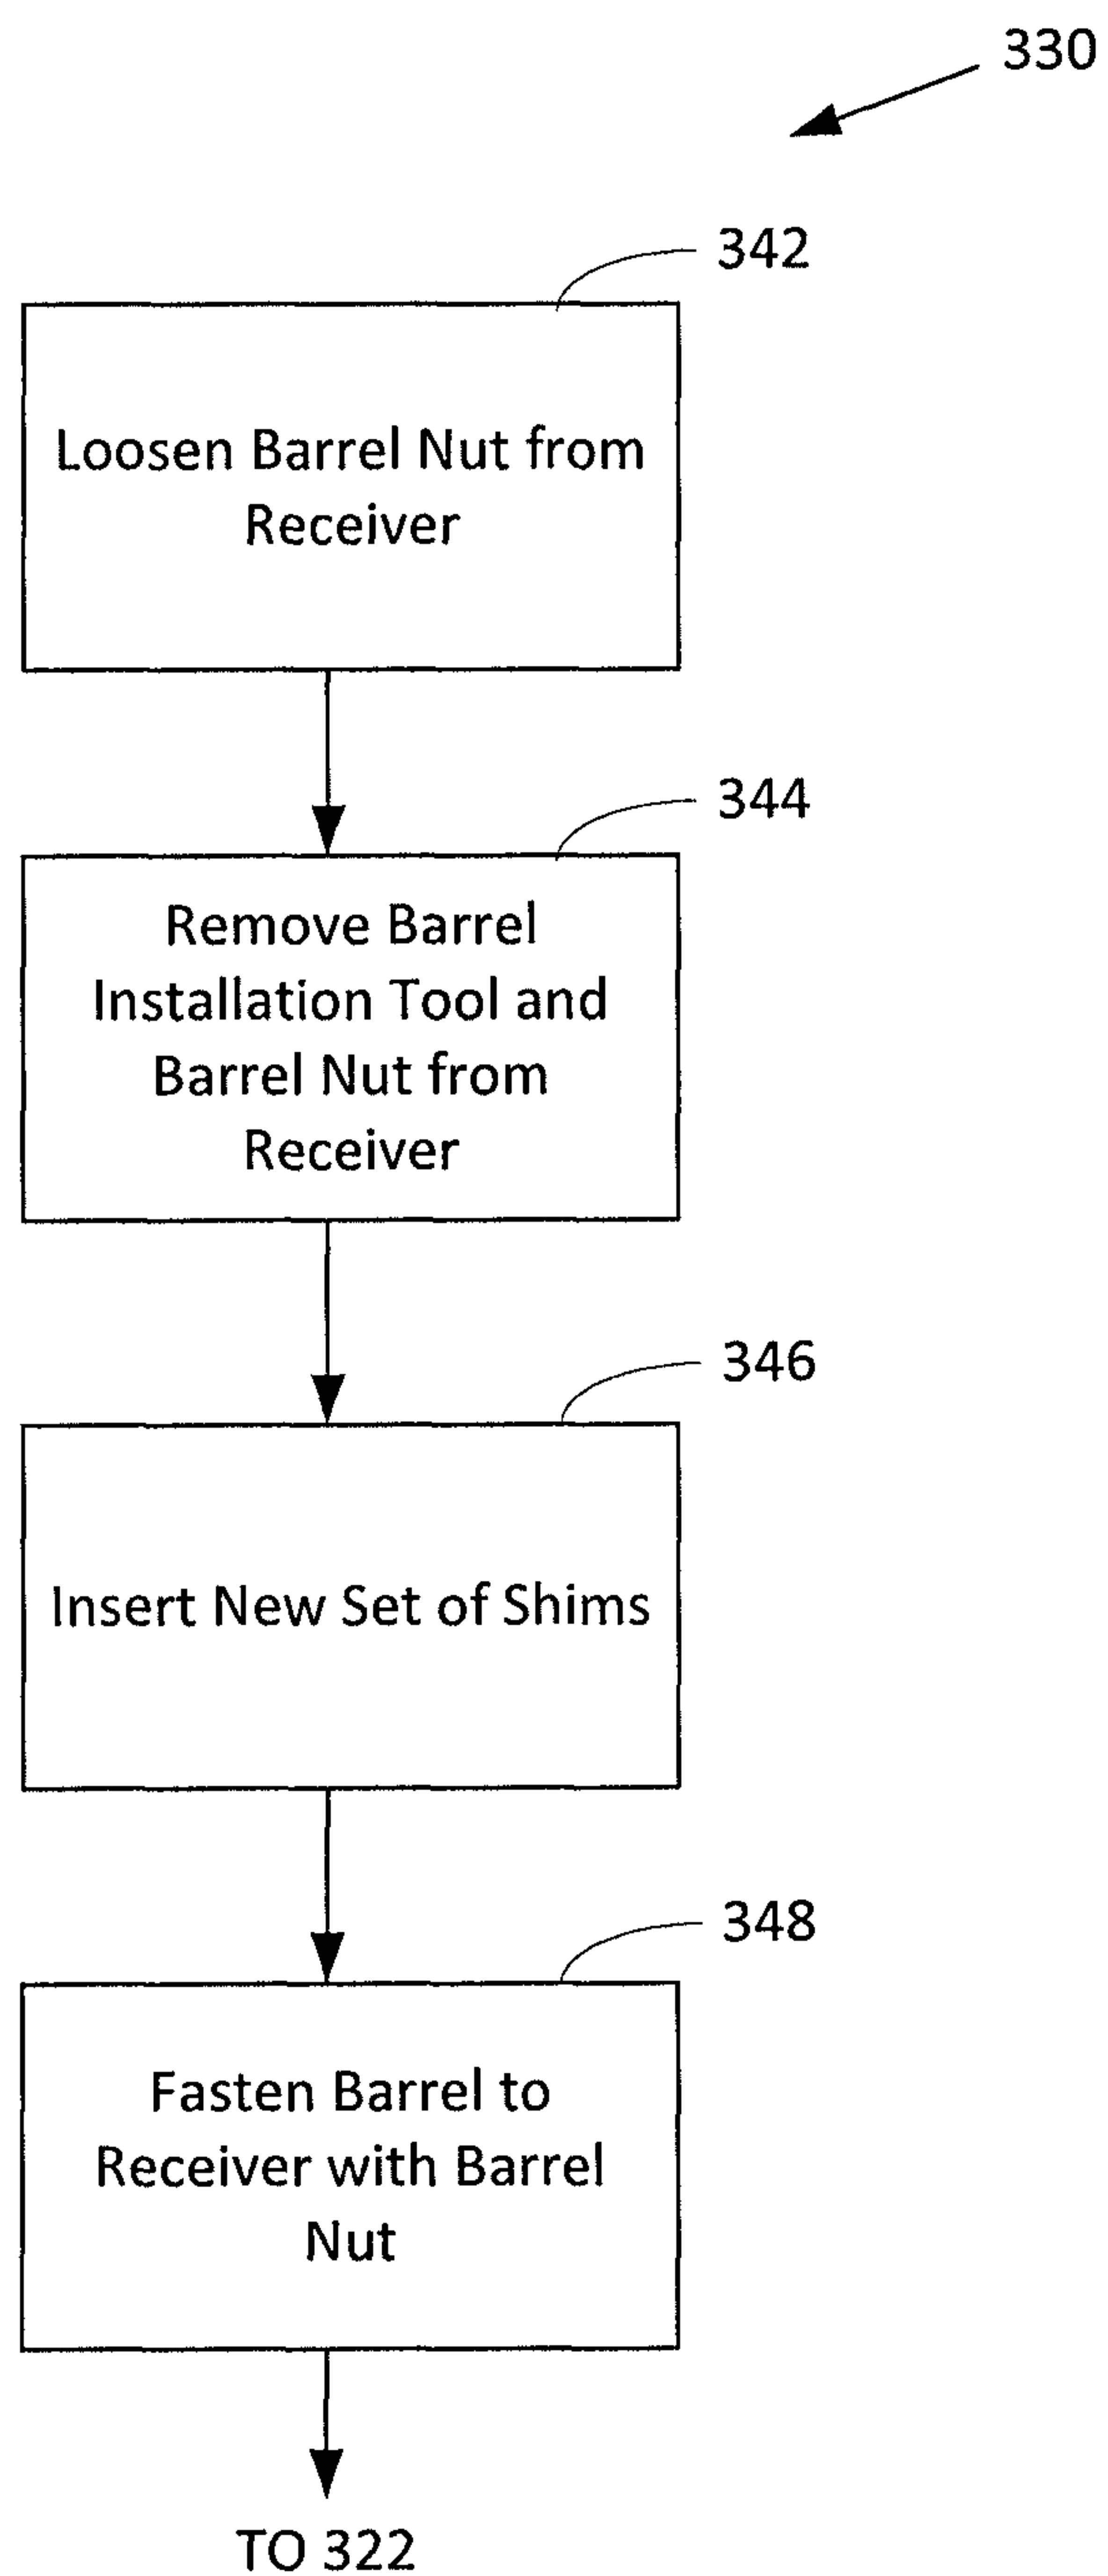 330
342
Loosen Barrel Nut from
Receiver
344
Remove Barrel
Installation Tool and
Barrel Nut from
Receiver
346
Insert New Set of Shims
348
Fasten Barrel to
Receiver with Barrel
Nut
TO 322